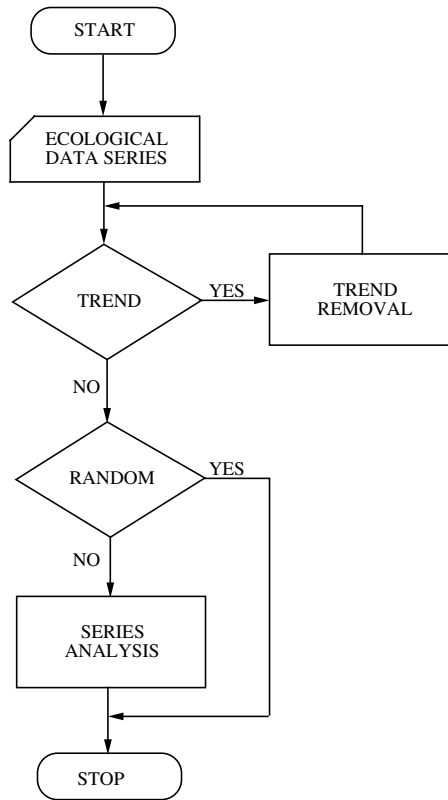 START
ECOLOGICAL
DATA SERIES
TREND
YES
TREND
REMOVAL
NO
RANDOM
YES
NO
SERIES
ANALYSIS
STOP